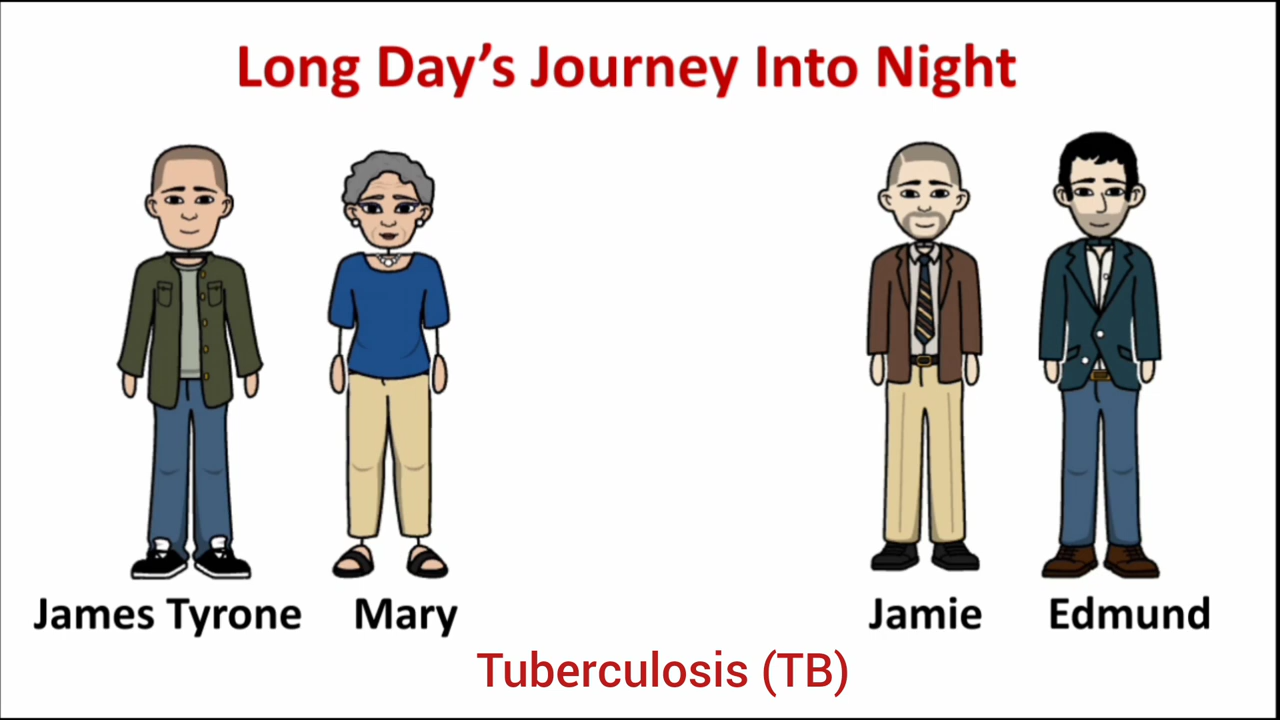 Long Day’s Journey Into Night
James Tyrone Mary Jamie Edmund
Tuberculosis (TB)